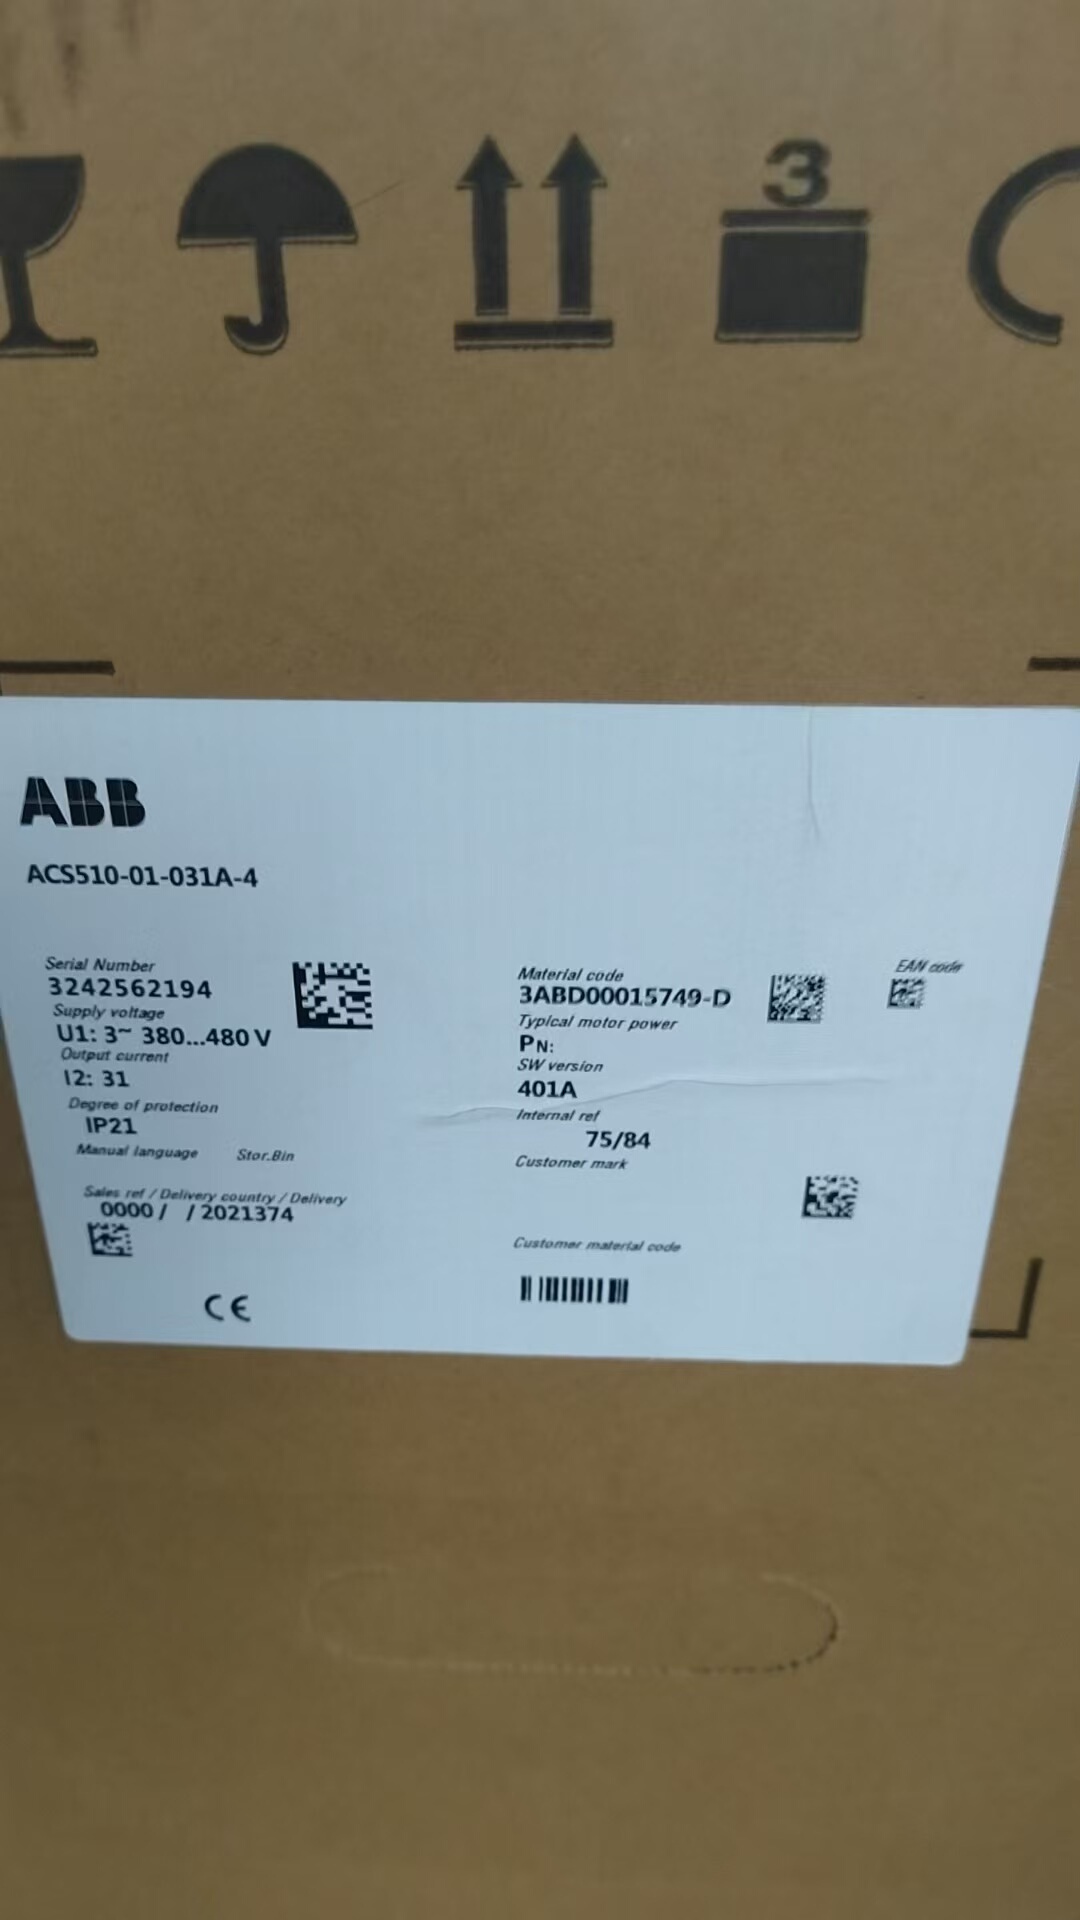 3
ABB
ACS510-01-031A-4
Serial Number
3242562194
Supply voltage
U1: 3~ 380...480 V
Output current
I2: 31
Degree of protection
IP21
Manual language Stor.Bin
Sales ref / Delivery country / Delivery
0000 / / 2021374
CE
Material code
3ABD00015749-D
Typical motor power
PN:
SW version
401A
Internal ref
75/84
Customer mark
Customer material code
EAN code